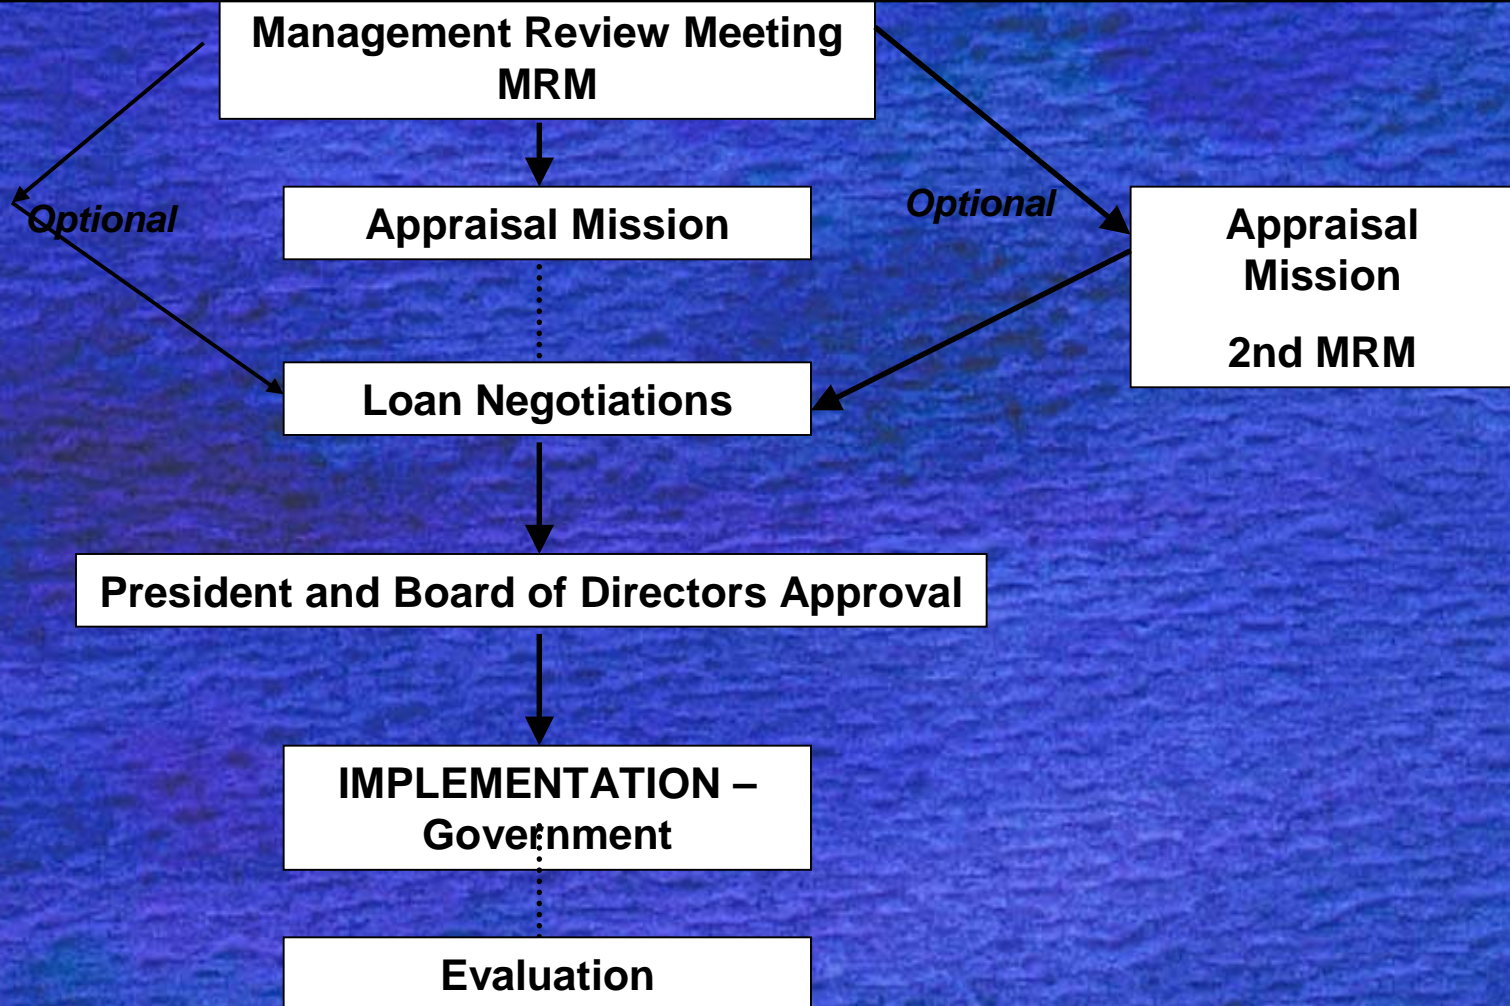 Management Review Meeting
MRM
Optional
Appraisal Mission
Optional
Appraisal
Mission
2nd MRM
Loan Negotiations
President and Board of Directors Approval
IMPLEMENTATION –
Government
Evaluation